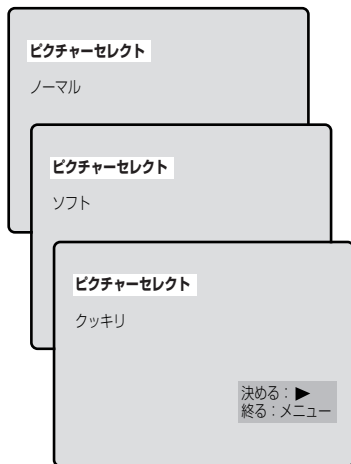 ピクチャーセレクト
ノーマル
ピクチャーセレクト
ソフト
ピクチャーセレクト
クッキリ
決める：▶
終る：メニュー